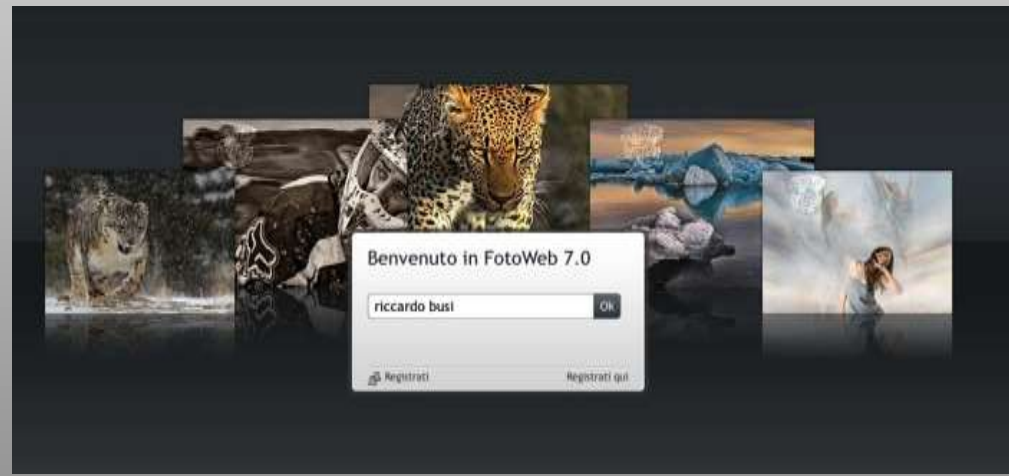 Benvenuto in FotoWeb 7.0
riccardo busi
Ok
Registrati
Registrati qui